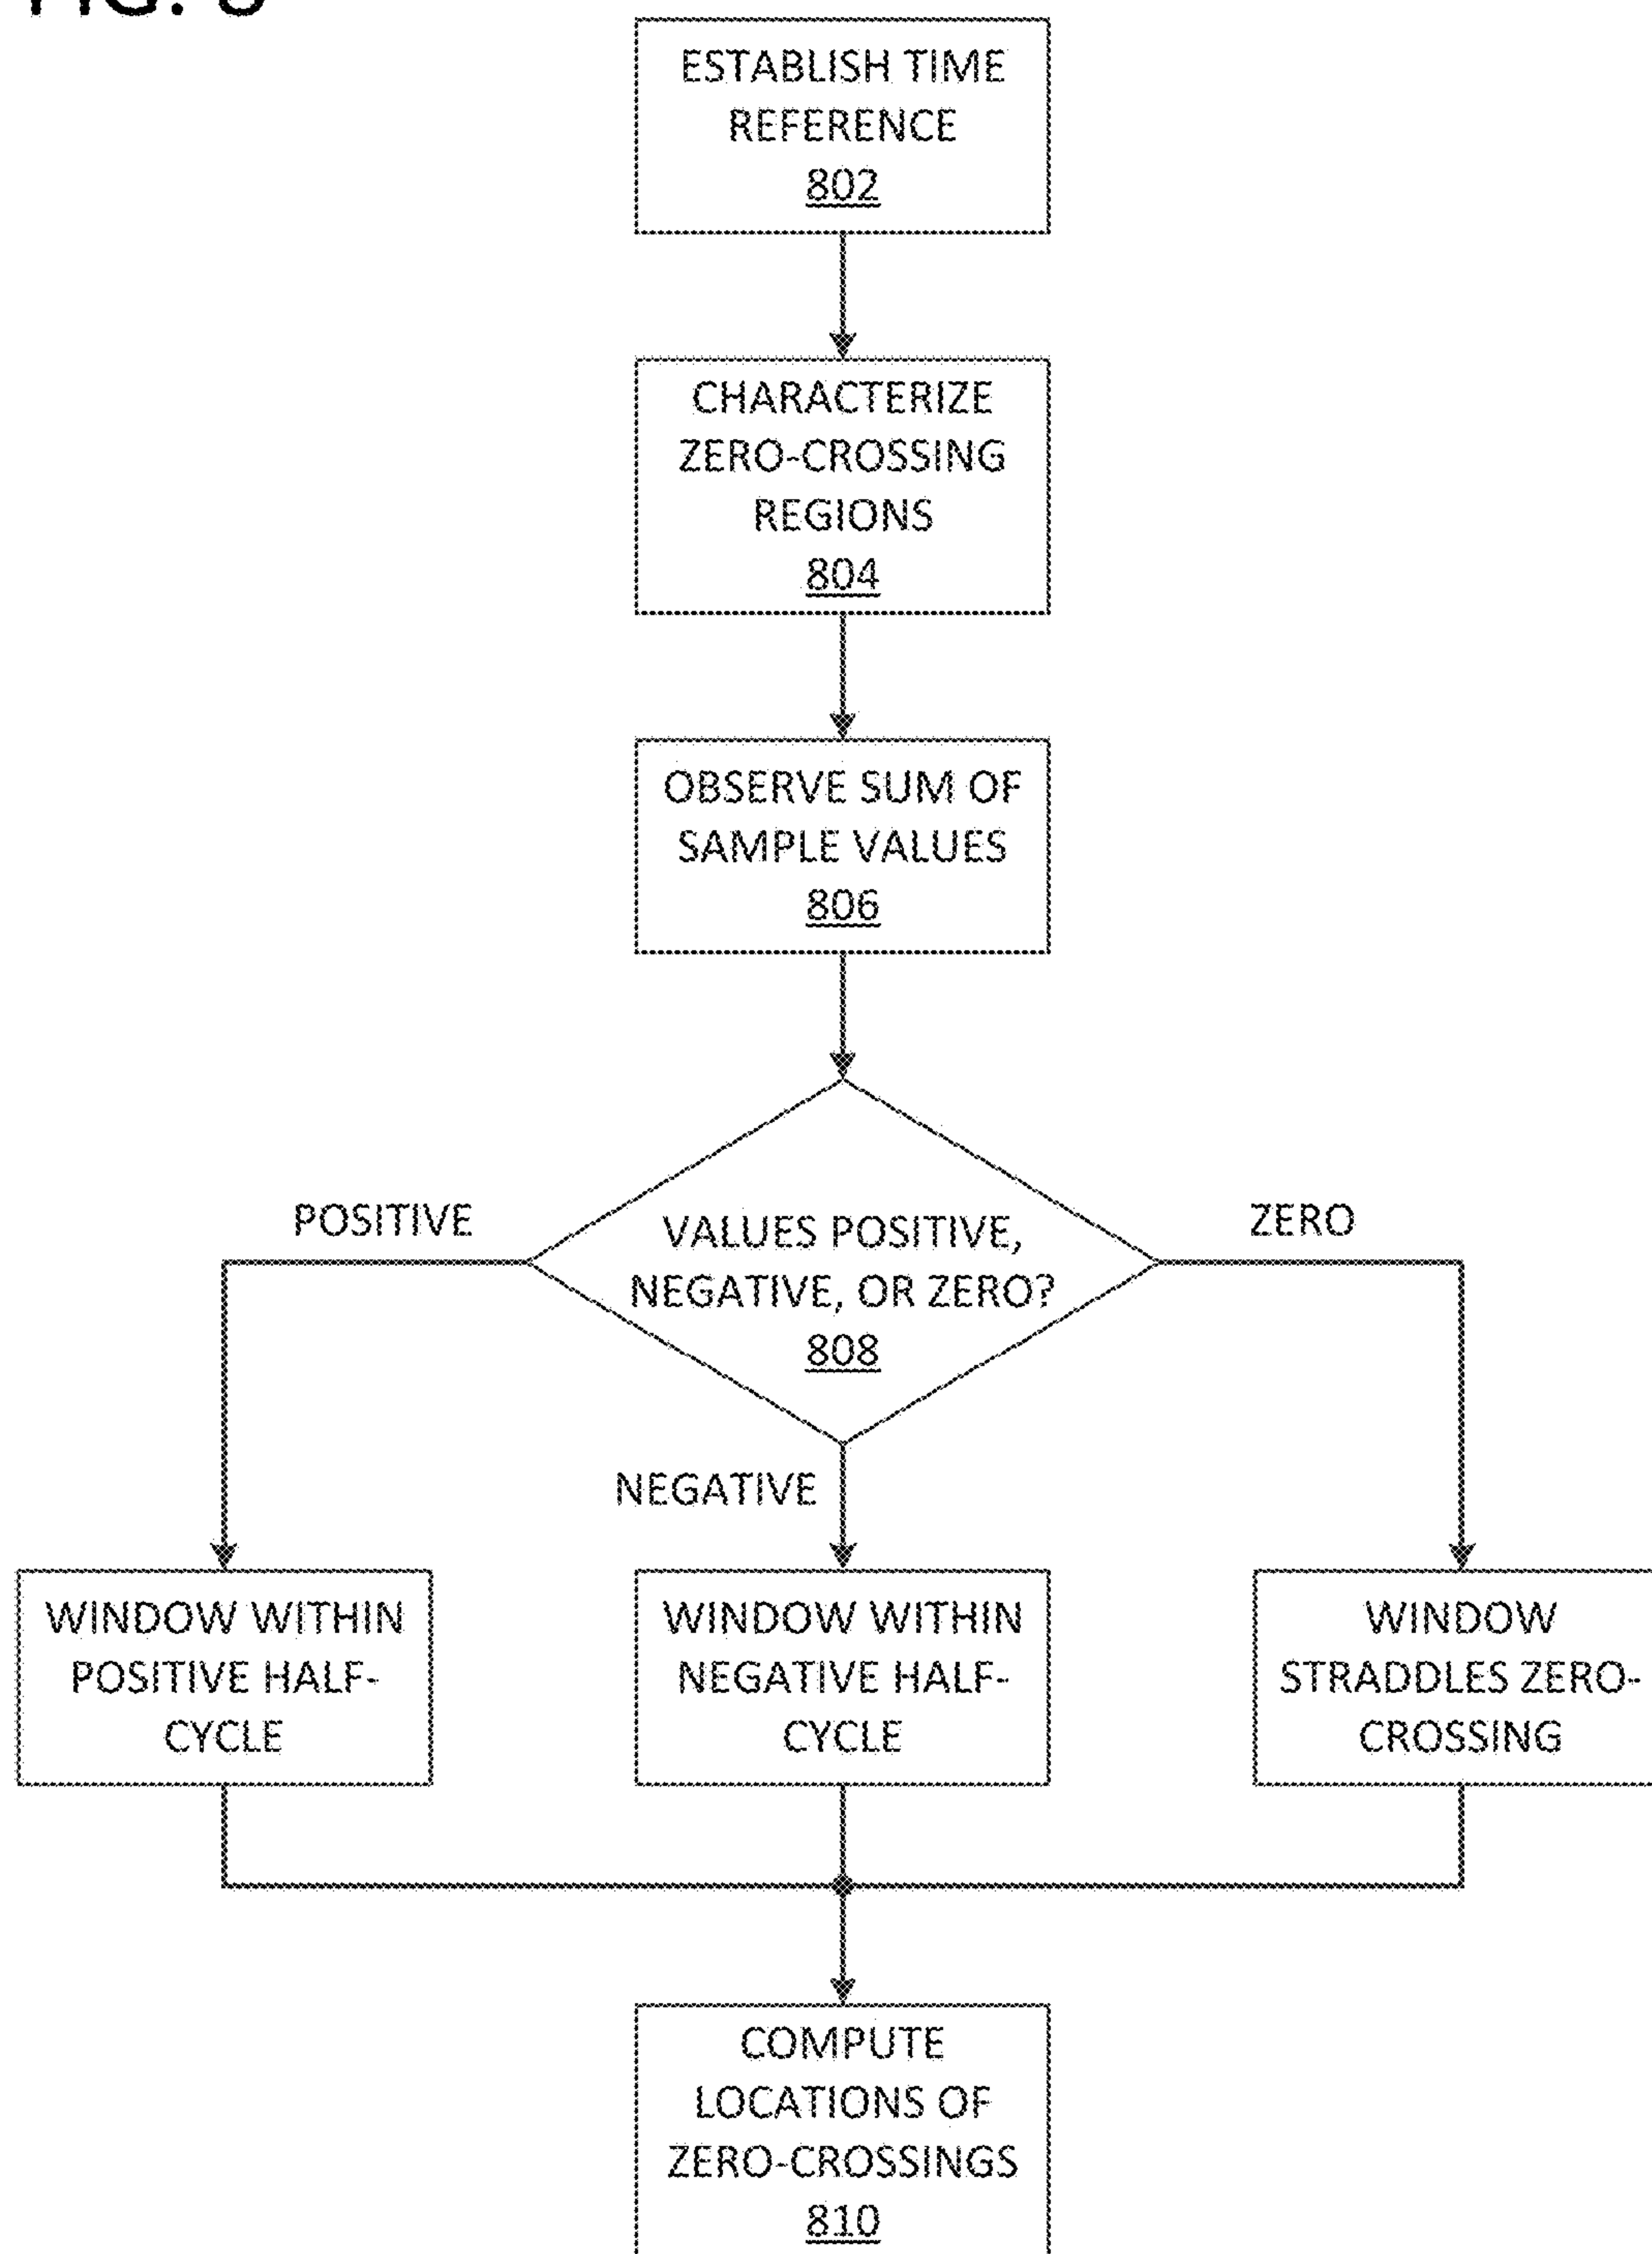 FIG. 8
ESTABLISH TIME
REFERENCE
802
CHARACTERIZE
ZERO-CROSSING
REGIONS
804
OBSERVE SUM OF
SAMPLE VALUES
806
POSITIVE
ZERO
VALUES POSITIVE,
NEGATIVE, OR ZERO?
808
NEGATIVE
WINDOW WITHIN
POSITIVE HALF-
CYCLE
WINDOW WITHIN
NEGATIVE HALF-
CYCLE
WINDOW
STRADDLES ZERO-
CROSSING
COMPUTE
LOCATIONS OF
ZERO-CROSSINGS
810